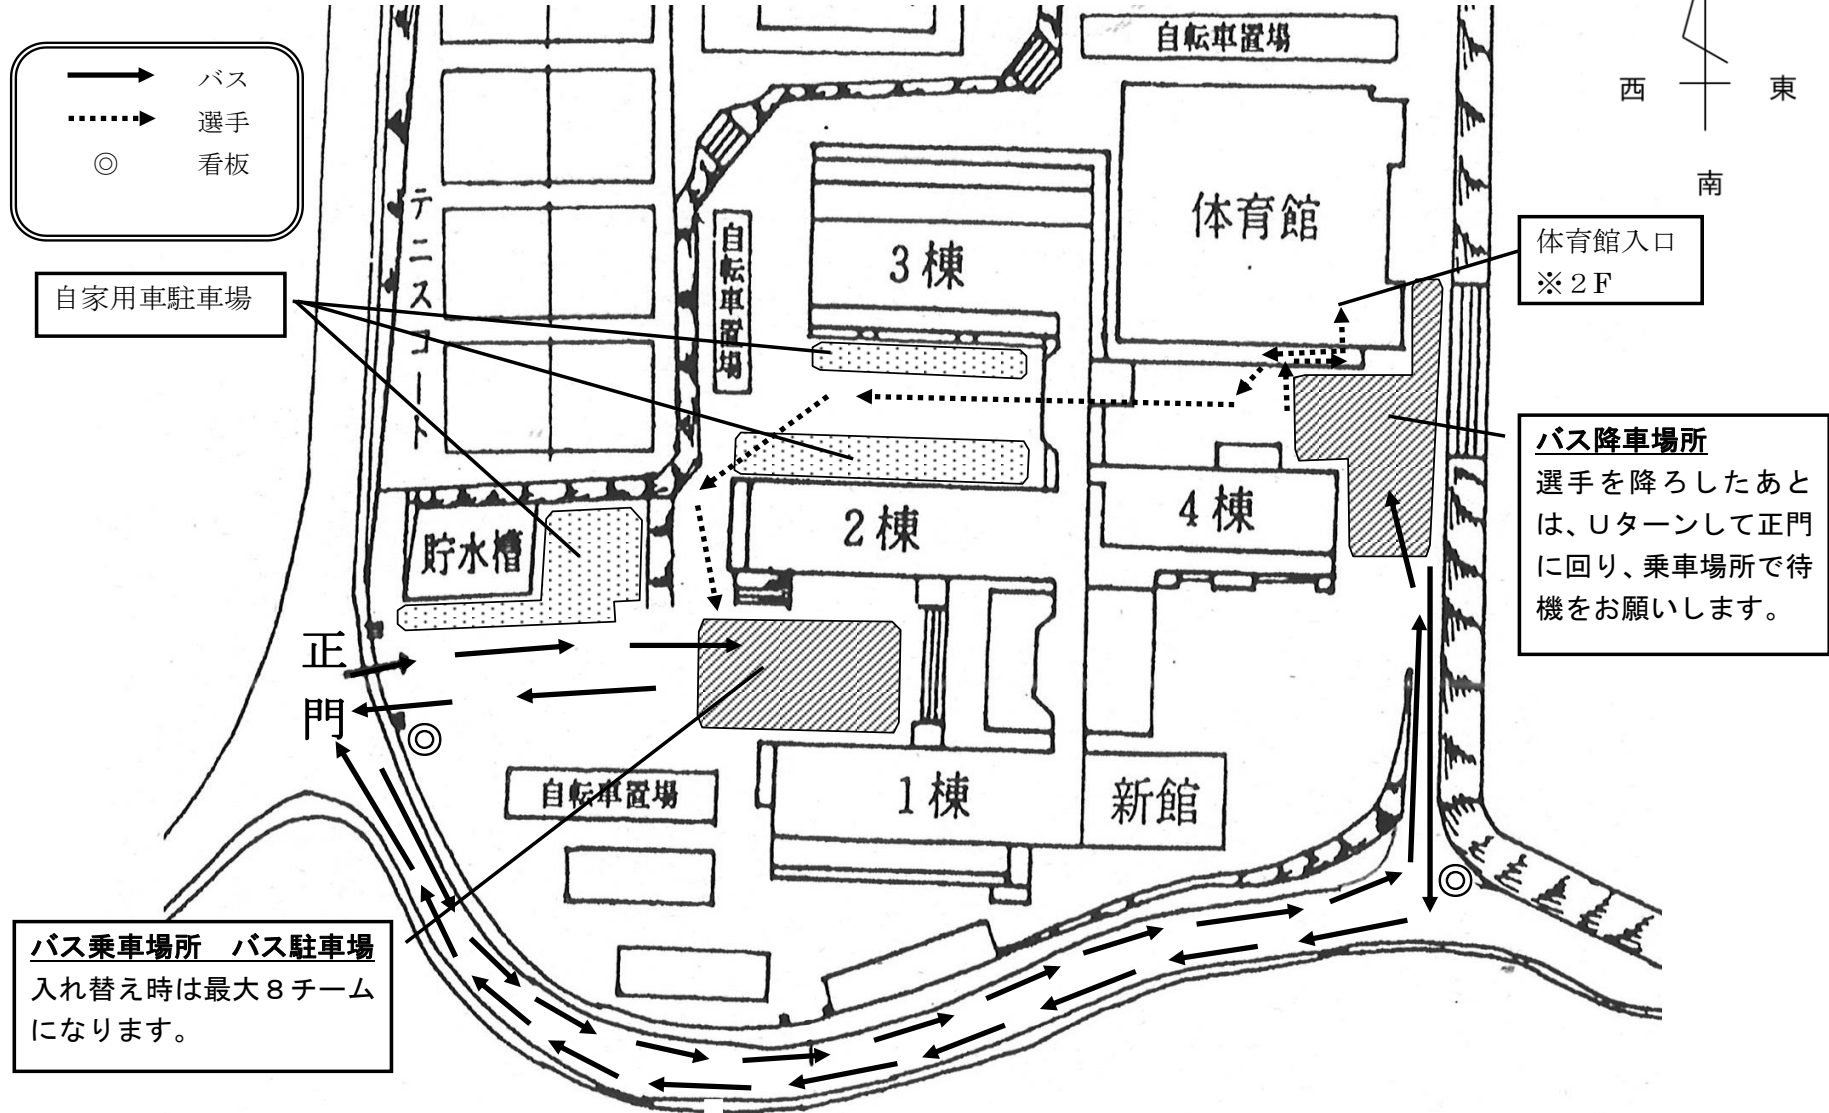 バス
選手
◎ 看板
自家用車駐車場
テニスコート
自転車置場
自転車置場
西
東
南
3棟
体育館
体育館入口
※2F
バス降車場所
選手を降ろしたあと
は、Uターンして正門
に回り、乗車場所で待
機をお願いします。
貯水槽
2棟
4棟
正門
◎
自転車置場
1棟
新館
◎
バス乗車場所 バス駐車場
入れ替え時は最大8チーム
になります。